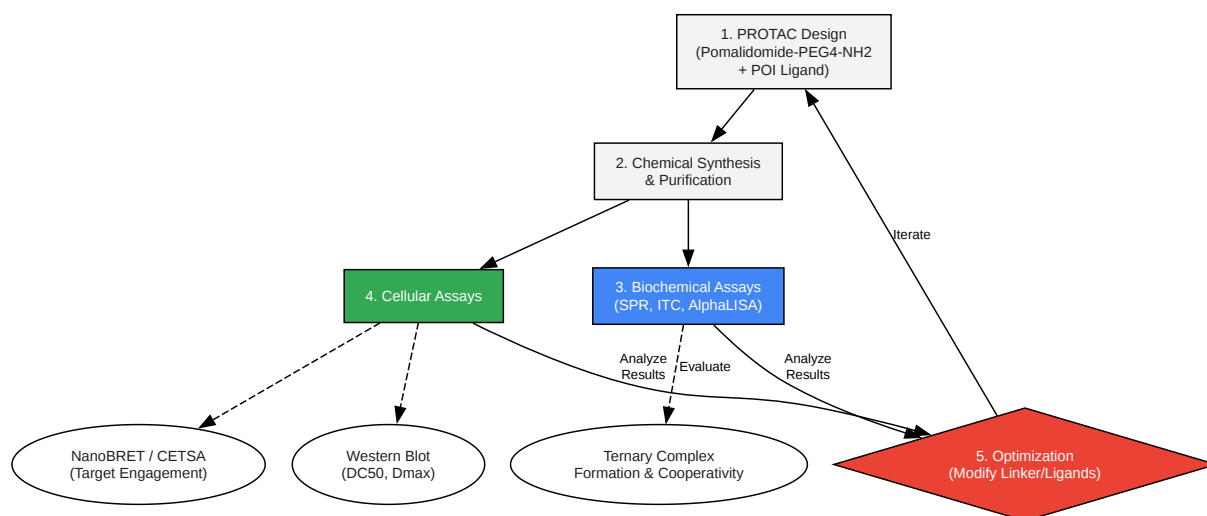 1. PROTAC Design
(Pomalidomide-PEG4-NH2
+ POI Ligand)
2. Chemical Synthesis
& Purification
Iterate
4. Cellular Assays
3. Biochemical Assays
(SPR, ITC, AlphaLISA)
Analyze
Results
Evaluate
Analyze
Results
NanoBRET / CETSA
(Target Engagement)
Western Blot
(DC50, Dmax)
Ternary Complex
Formation & Cooperativity
5. Optimization
(Modify Linker/Ligands)